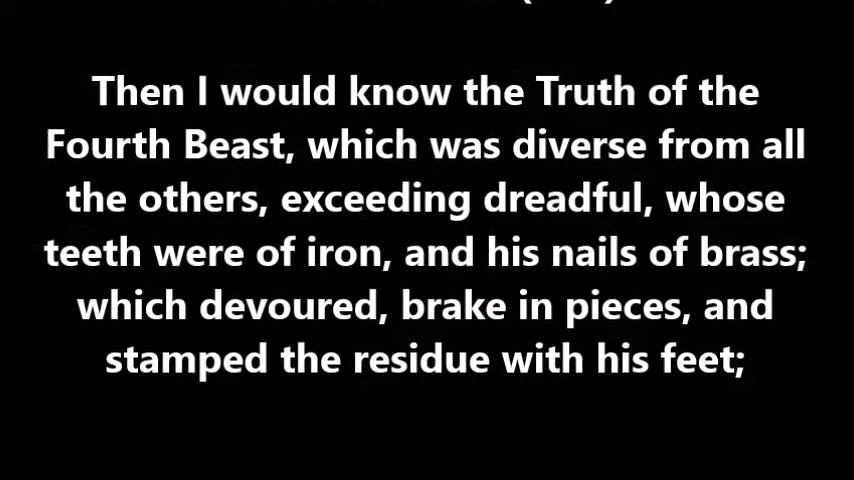 Then I would know the Truth of the
Fourth Beast, which was diverse from all
the others, exceeding dreadful, whose
teeth were of iron, and his nails of brass;
which devoured, brake in pieces, and
stamped the residue with his feet;